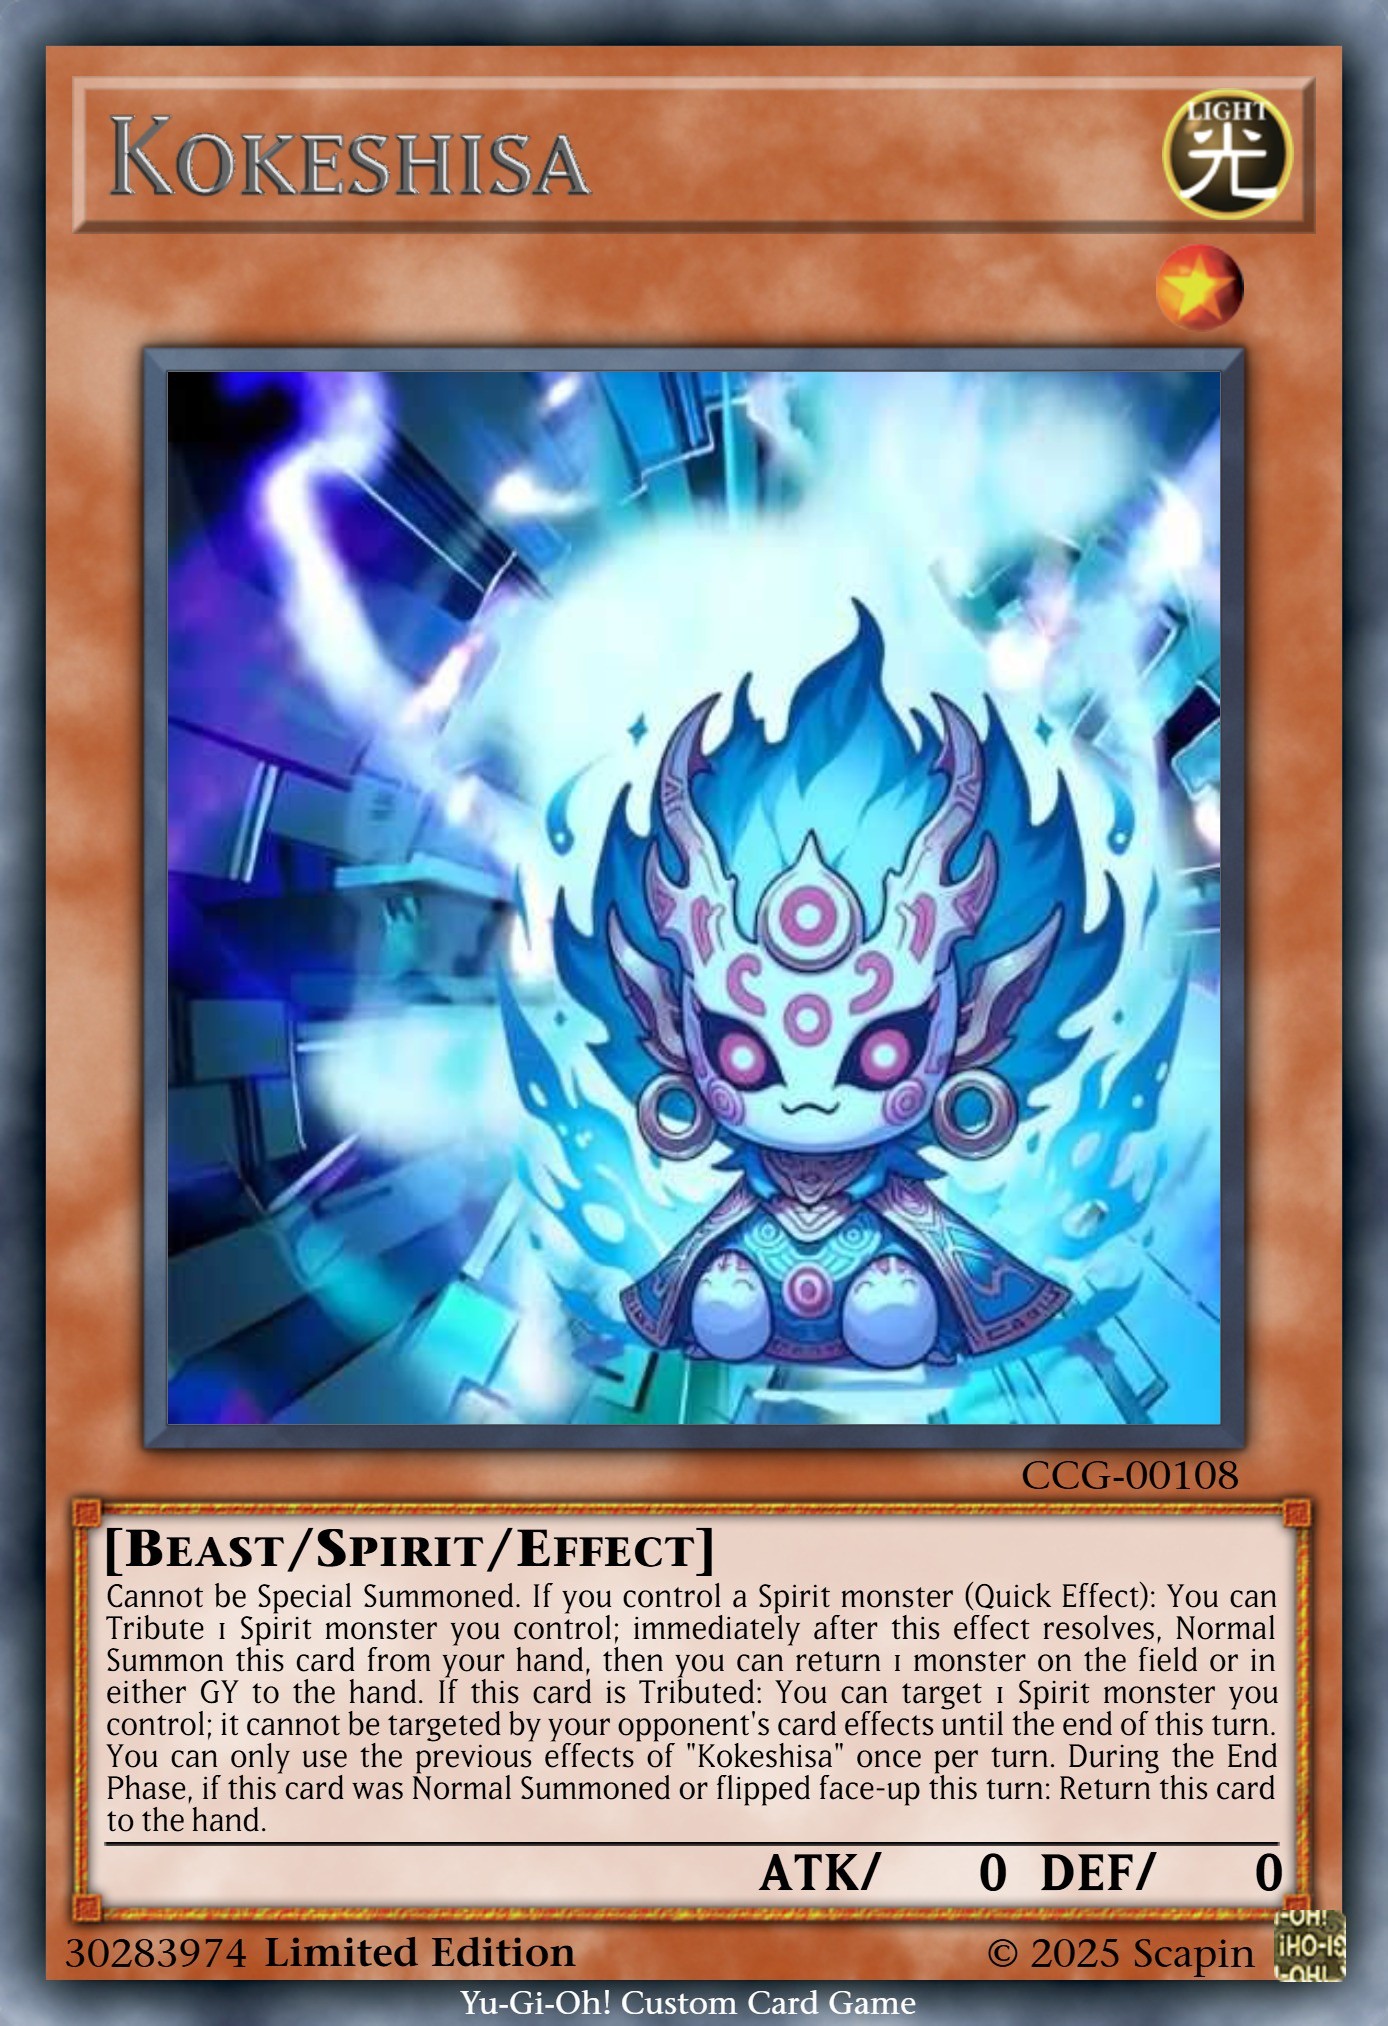 Kokeshisa
LIGHT
光
CCG-00108
[Beast/Spirit/Effect]
Cannot be Special Summoned. If you control a Spirit monster (Quick Effect): You can
Tribute 1 Spirit monster you control; immediately after this effect resolves, Normal
Summon this card from your hand, then you can return 1 monster on the field or in
either GY to the hand. If this card is Tributed: You can target 1 Spirit monster you
control; it cannot be targeted by your opponent's card effects until the end of this turn.
You can only use the previous effects of "Kokeshisa" once per turn. During the End
Phase, if this card was Normal Summoned or flipped face-up this turn: Return this card
to the hand.
ATK/ 0 DEF/ 0
30283974 Limited Edition © 2025 Scapin
Yu-Gi-Oh! Custom Card Game